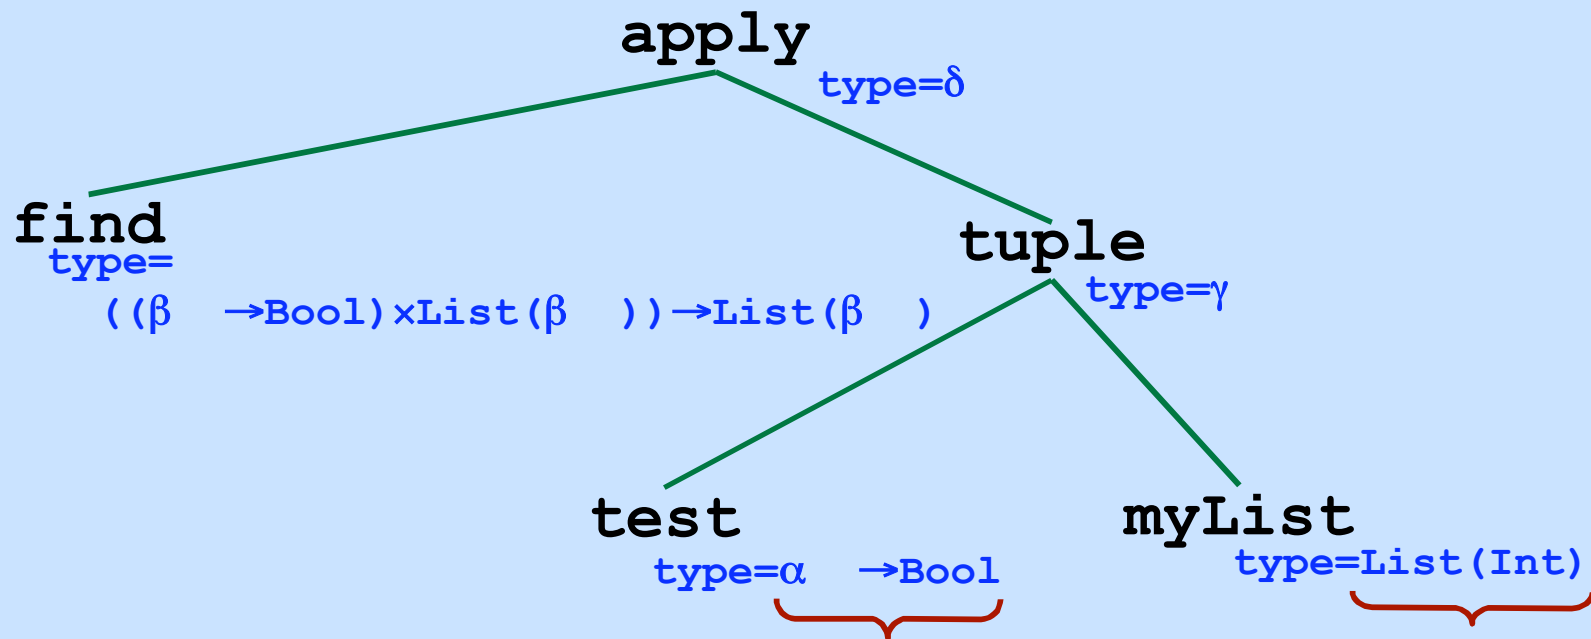 apply
type=δ
find
type=
((β →Bool)×List(β ))→List(β )
tuple
type=γ
test
type=α →Bool
myList
type=List(Int)